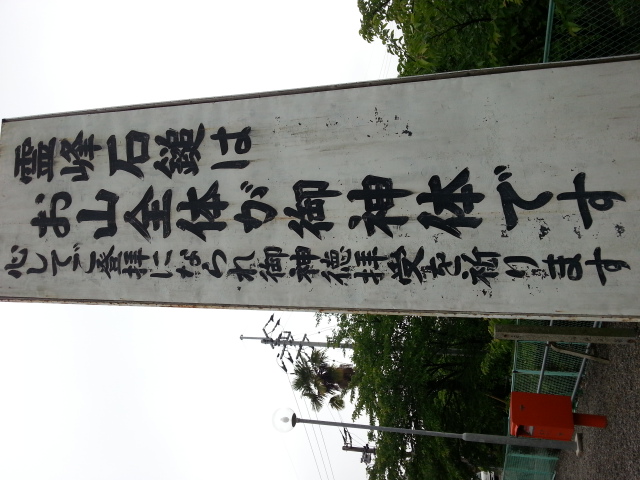 霊峰石鎚は
お山全体が御神体です
心してご登拝になられ御神徳拝受を祈ります